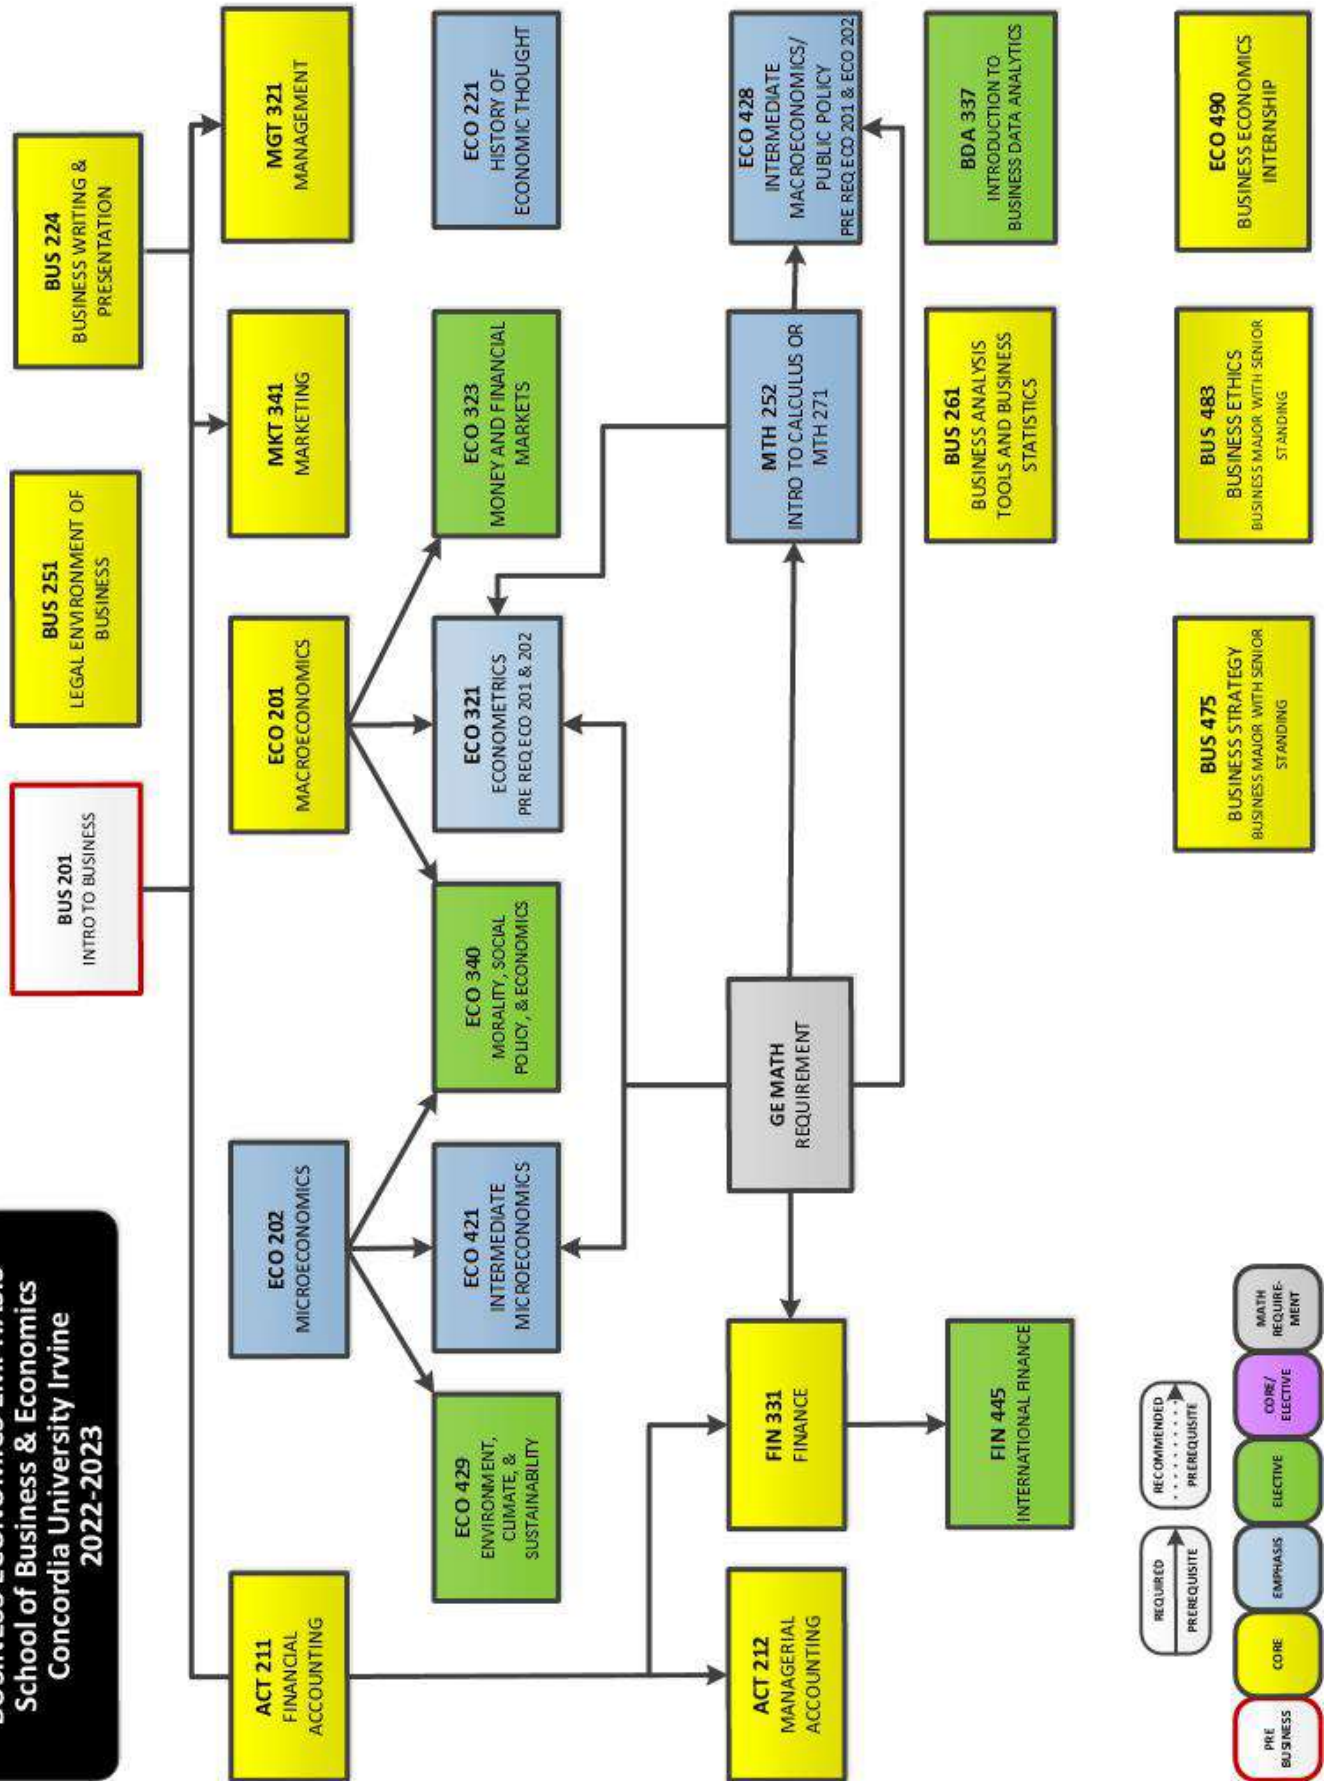 School of Business & Economics
Concordia University Irvine
2022-2023
BUS 201
INTRO TO BUSINESS
BUS 251
LEGAL ENVIRONMENT OF
BUSINESS
BUS 224
BUSINESS WRITING &
PRESENTATION
ACT 211
FINANCIAL
ACCOUNTING
ECO 202
MICROECONOMICS
ECO 201
MACROECONOMICS
MKT 341
MARKETING
MGT 321
MANAGEMENT
ECO 429
ENVIRONMENT,
CLIMATE, &
SUSTAINABILITY
ECO 421
INTERMEDIATE
MICROECONOMICS
ECO 340
MORALITY, SOCIAL
POLICY, & ECONOMICS
ECO 321
ECONOMETRICS
PRE REQ ECO 201 & 202
ECO 323
MONEY AND FINANCIAL
MARKETS
ECO 221
HISTORY OF
ECONOMIC THOUGHT
ACT 212
MANAGERIAL
ACCOUNTING
FIN 331
FINANCE
GE MATH
REQUIREMENT
MTH 252
INTRO TO CALCULUS OR
MTH 271
ECO 428
INTERMEDIATE
MACROECONOMICS/
PUBLIC POLICY
PRE REQ ECO 201 & ECO 202
FIN 445
INTERNATIONAL FINANCE
BUS 261
BUSINESS ANALYSIS
TOOLS AND BUSINESS
STATISTICS
BDA 337
INTRODUCTION TO
BUSINESS DATA ANALYTICS
BUS 475
BUSINESS STRATEGY
BUSINESS MAJOR WITH SENIOR
STANDING
BUS 483
BUSINESS ETHICS
BUSINESS MAJOR WITH SENIOR
STANDING
ECO 490
BUSINESS ECONOMICS
INTERNSHIP
REQUIRED
PREREQUISITE
RECOMMENDED
PREREQUISITE
PRE
BUSINESS
CORE
EMPHASIS
ELECTIVE
CORE/
ELECTIVE
MATH
REQUIRE-
MENT